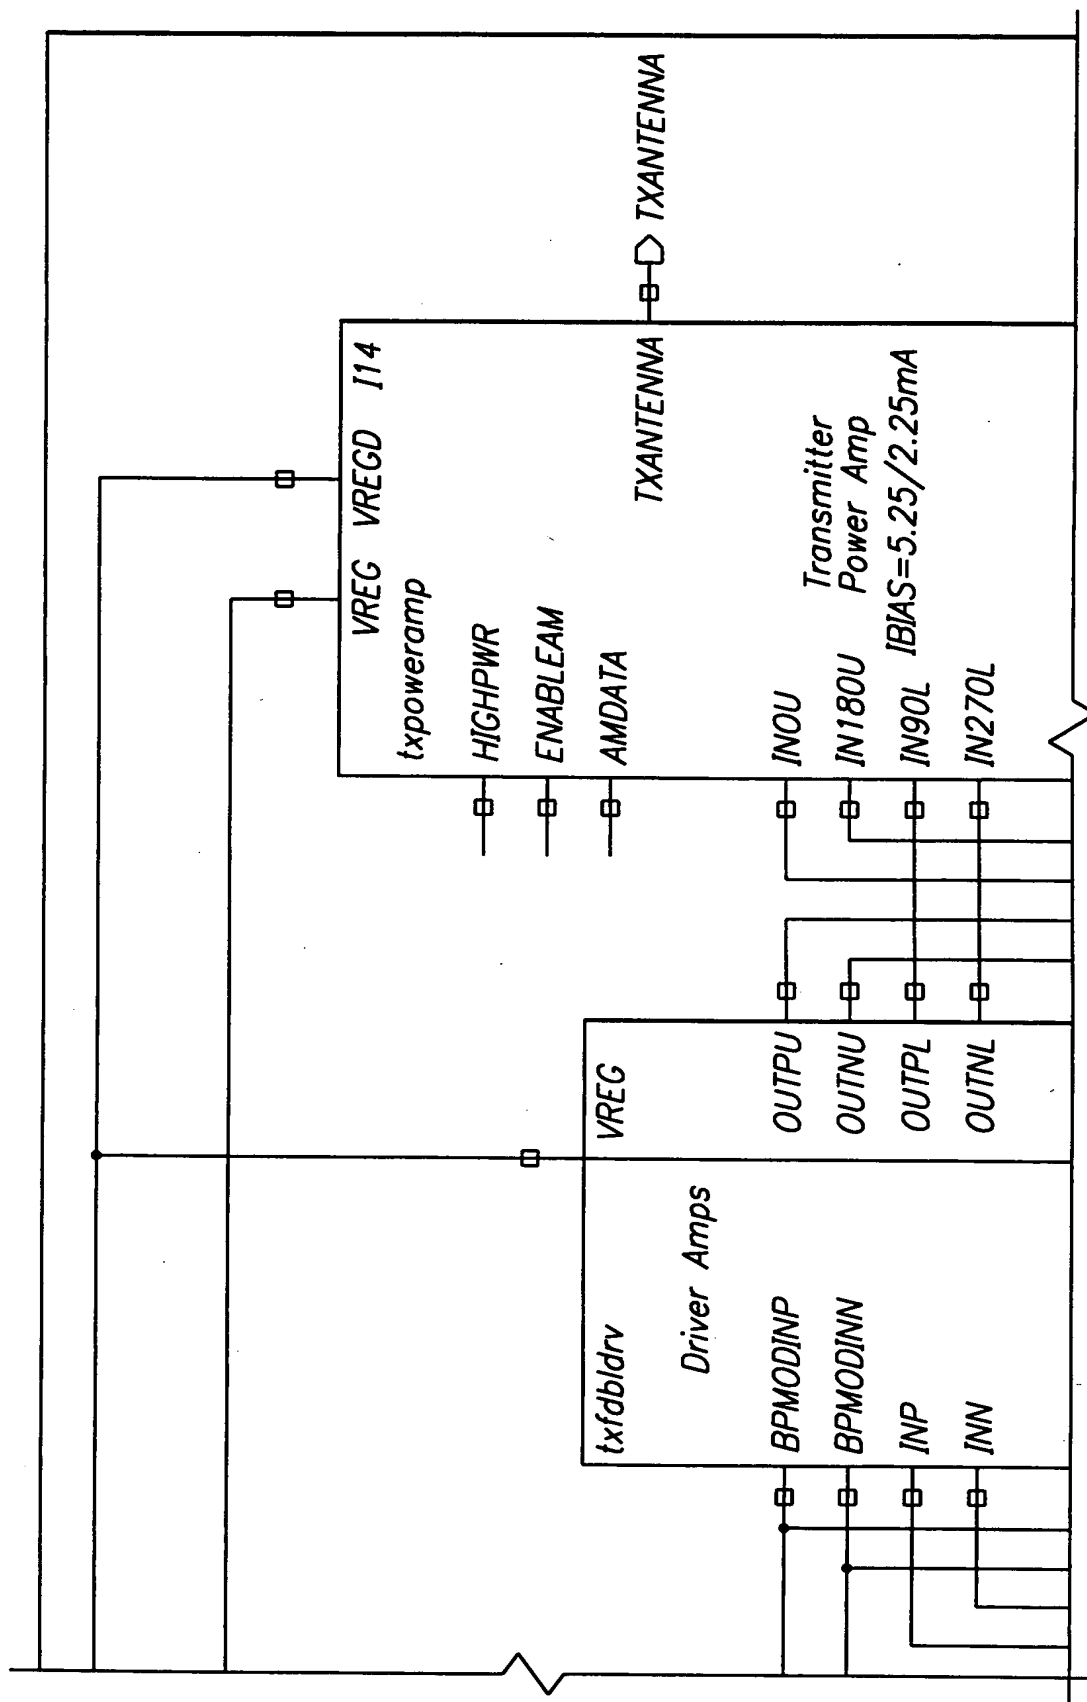 VREG VREGD I14
txpoweramp
HIGHPWR
ENABLEAM
AMDATA
TXANTENNA
TXANTENNA
Transmitter
Power Amp
IBIAS=5.25/2.25mA
IN0U
IN180U
IN90L
IN270L
txfdbldrv
VREG
Driver Amps
BPMODINP
BPMODINN
INP
INN
OUTPU
OUTNU
OUTPL
OUTNL